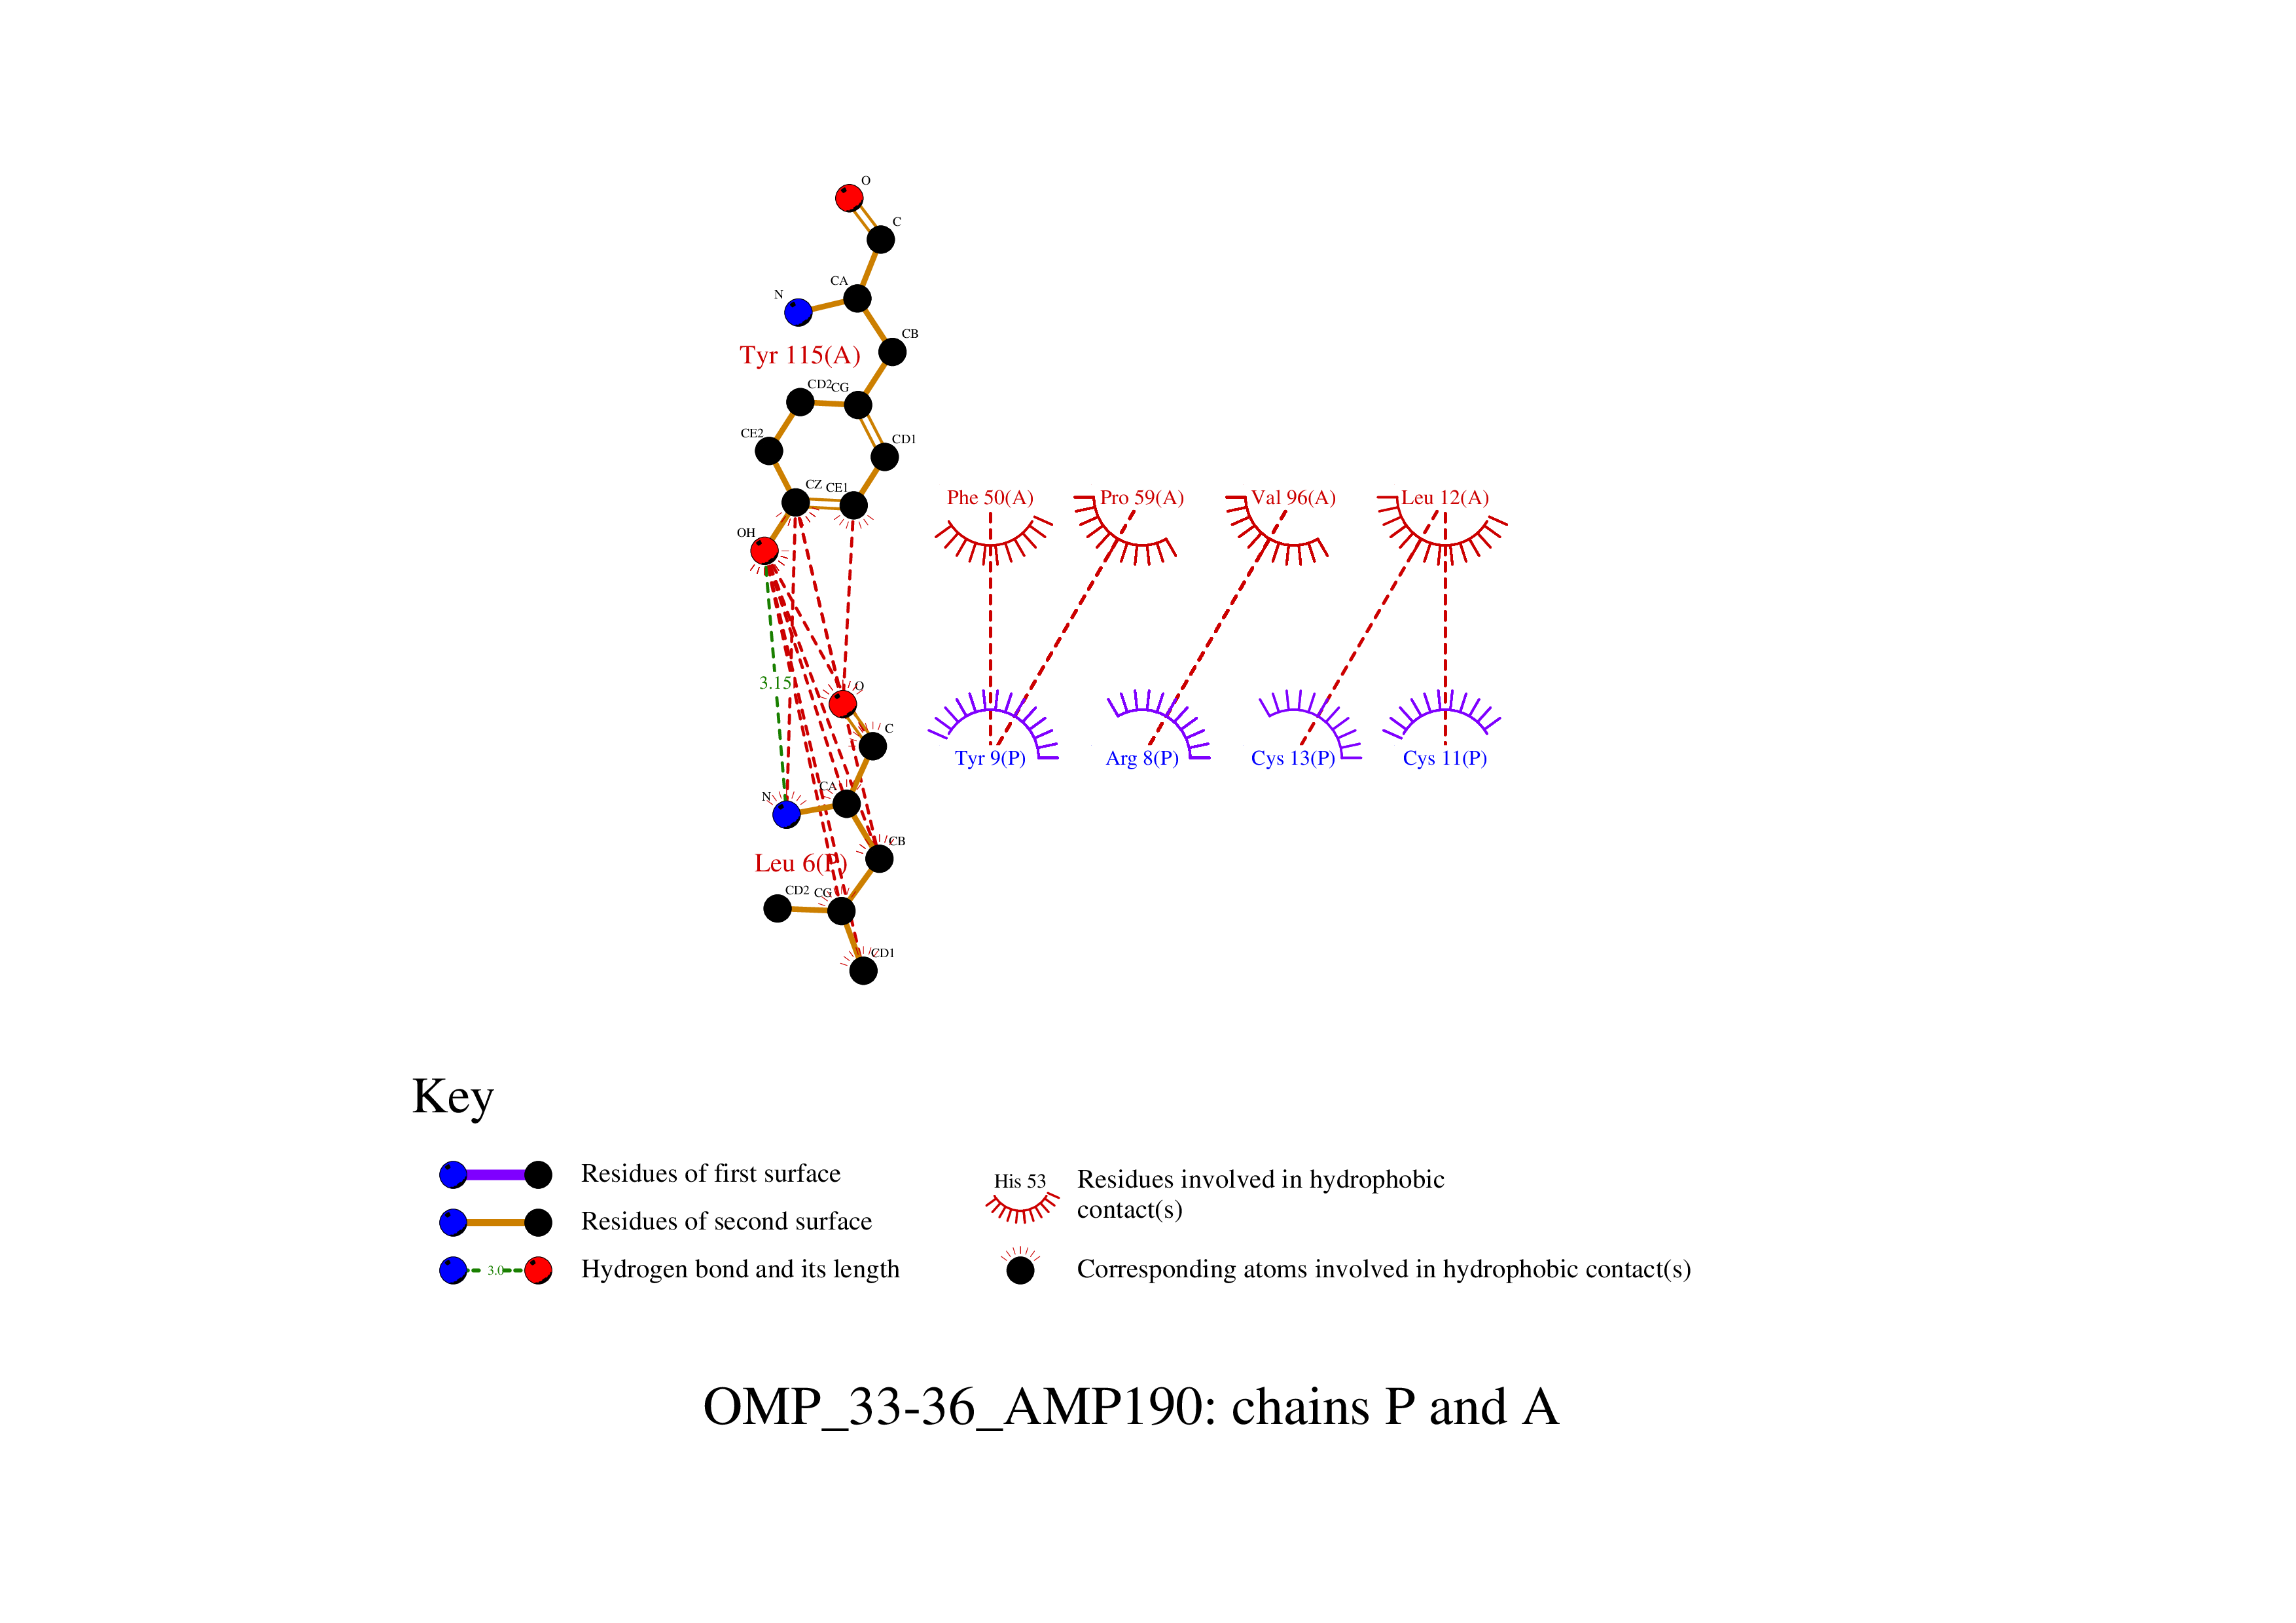 O
C
CA
N
CB
Tyr 115(A)
CD2
CG
CE2
CD1
CZ
CE1
OH
Phe 50(A)
Pro 59(A)
Val 96(A)
Leu 12(A)
3.15
O
C
Tyr 9(P)
Arg 8(P)
Cys 13(P)
Cys 11(P)
CA
N
CB
Leu 6(P)
CD2
CG
CD1
Key
Residues of first surface
Residues of second surface
3.0
Hydrogen bond and its length
His 53
Residues involved in hydrophobic
contact(s)
Corresponding atoms involved in hydrophobic contact(s)
OMP_33-36_AMP190: chains P and A